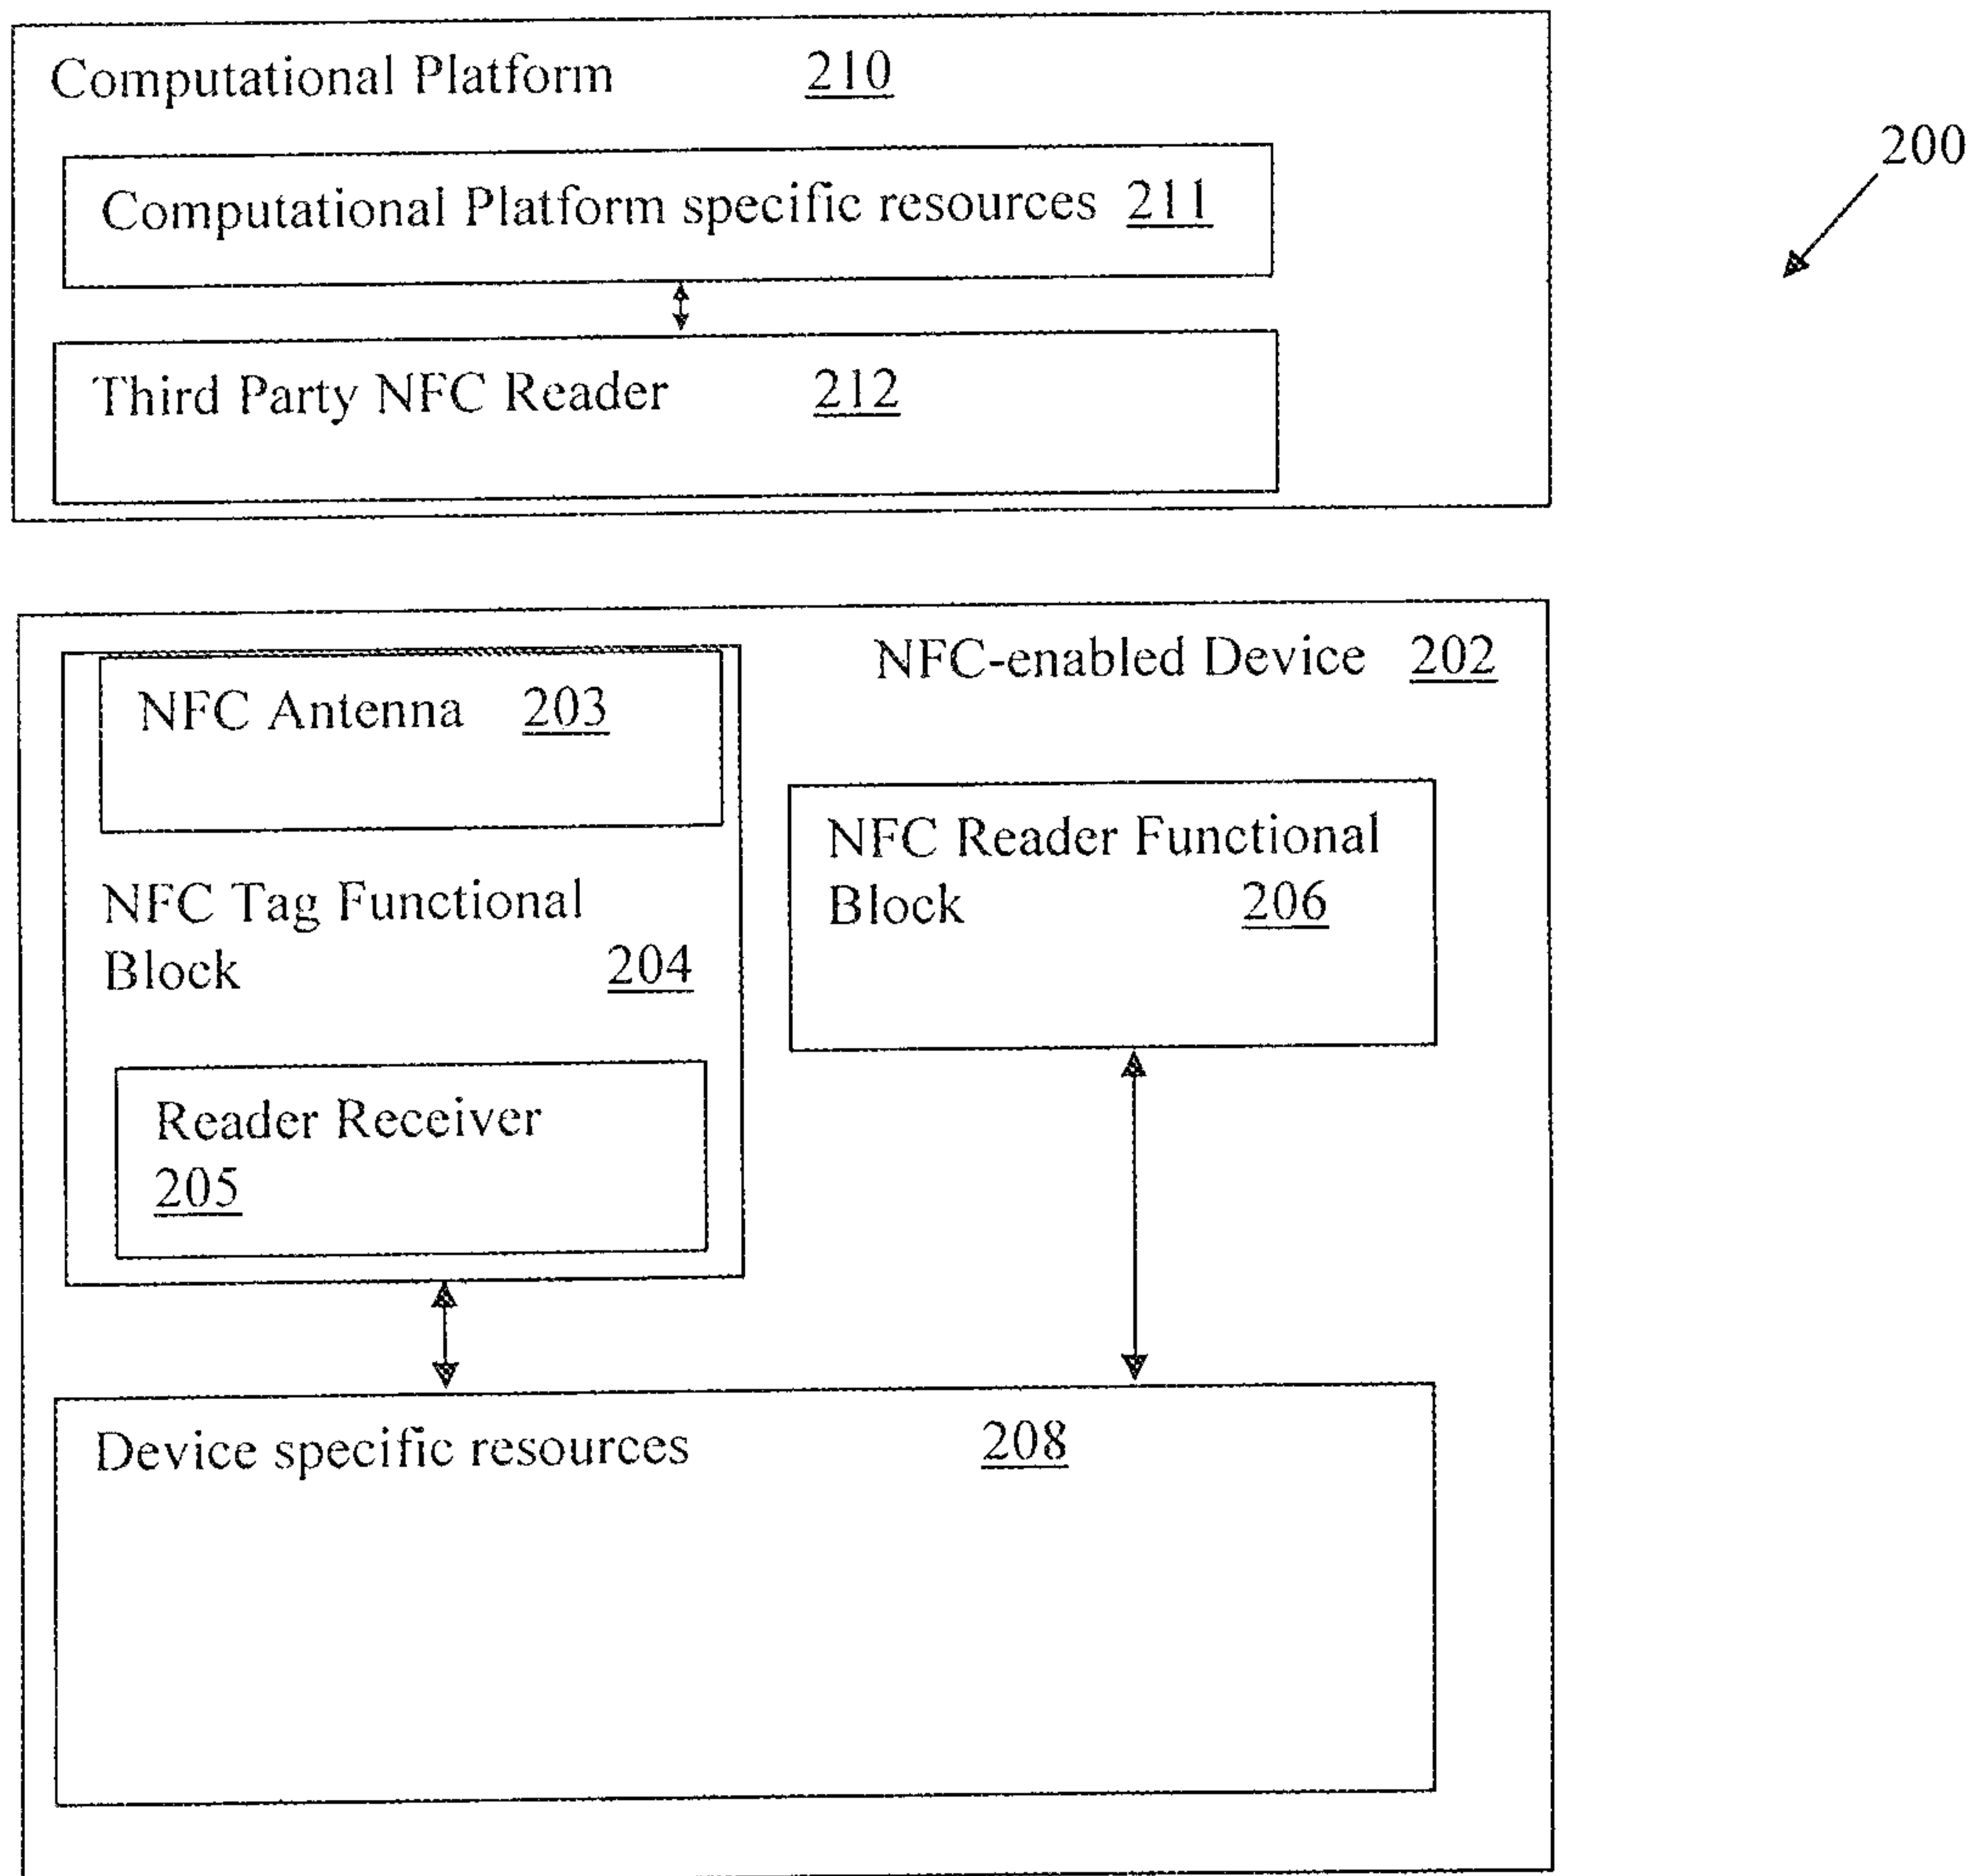 Computational Platform 210
200
Computational Platform specific resources 211
Third Party NFC Reader 212
NFC-enabled Device 202
NFC Antenna 203
NFC Tag Functional
Block 204
Reader Receiver
205
NFC Reader Functional
Block 206
Device specific resources 208